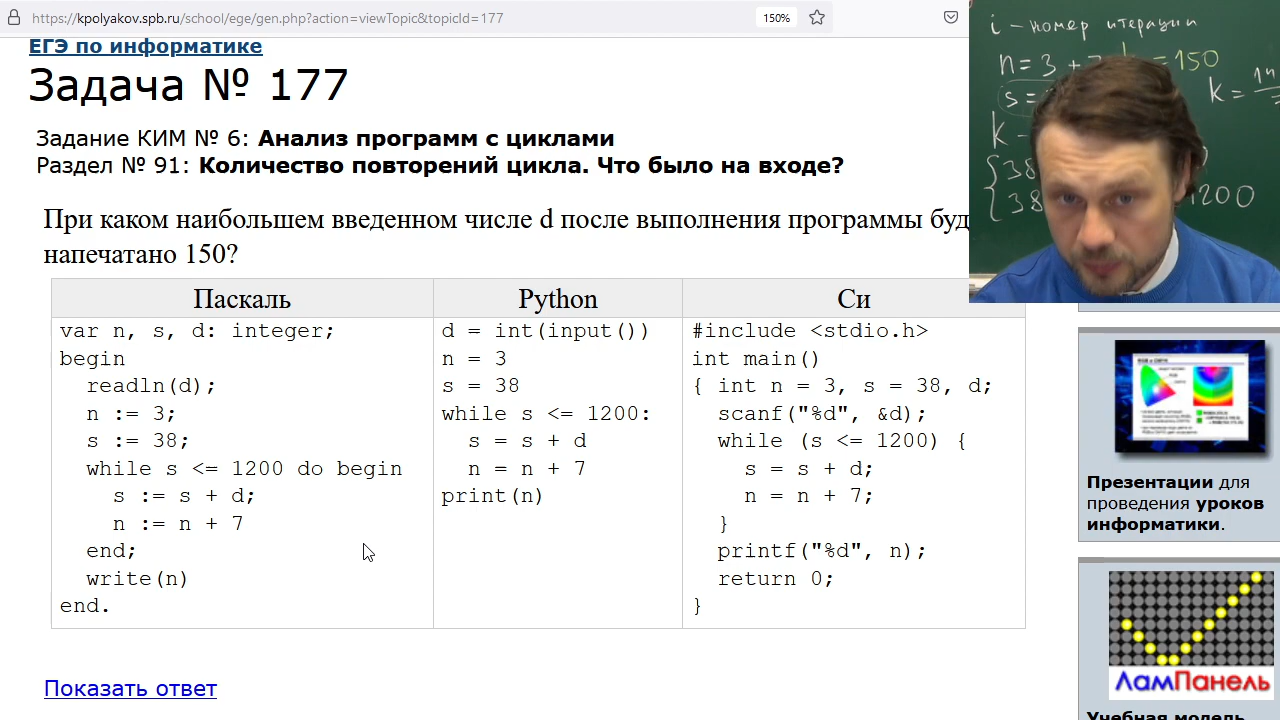 https://kpolyakov.spb.ru/school/ege/gen.php?action=viewTopic&topicId=177
150%
ЕГЭ по информатике
Задача № 177
Задание КИМ № 6: Анализ программ с циклами
Раздел № 91: Количество повторений цикла. Что было на входе?
При каком наибольшем введенном числе d после выполнения программы
напечатано 150?
Паскаль
var n, s, d: integer;
begin
readln(d);
n := 3;
s := 38;
while s <= 1200 do begin
s := s + d;
n := n + 7
end;
write(n)
end.
Python
d = int(input())
n = 3
s = 38
while s <= 1200:
s = s + d
n = n + 7
print(n)
Си
#include <stdio.h>
int main()
{ int n = 3, s = 38, d;
scanf("%d", &d);
while (s <= 1200) {
s = s + d;
n = n + 7;
}
printf("%d", n);
return 0;
}
Показать ответ
i – номер итерации
n = 3 + = 150
s =
k =
k –
38
38 1200
Презентации для
проведения уроков
информатики.
ЛамПанель
Учебная модель